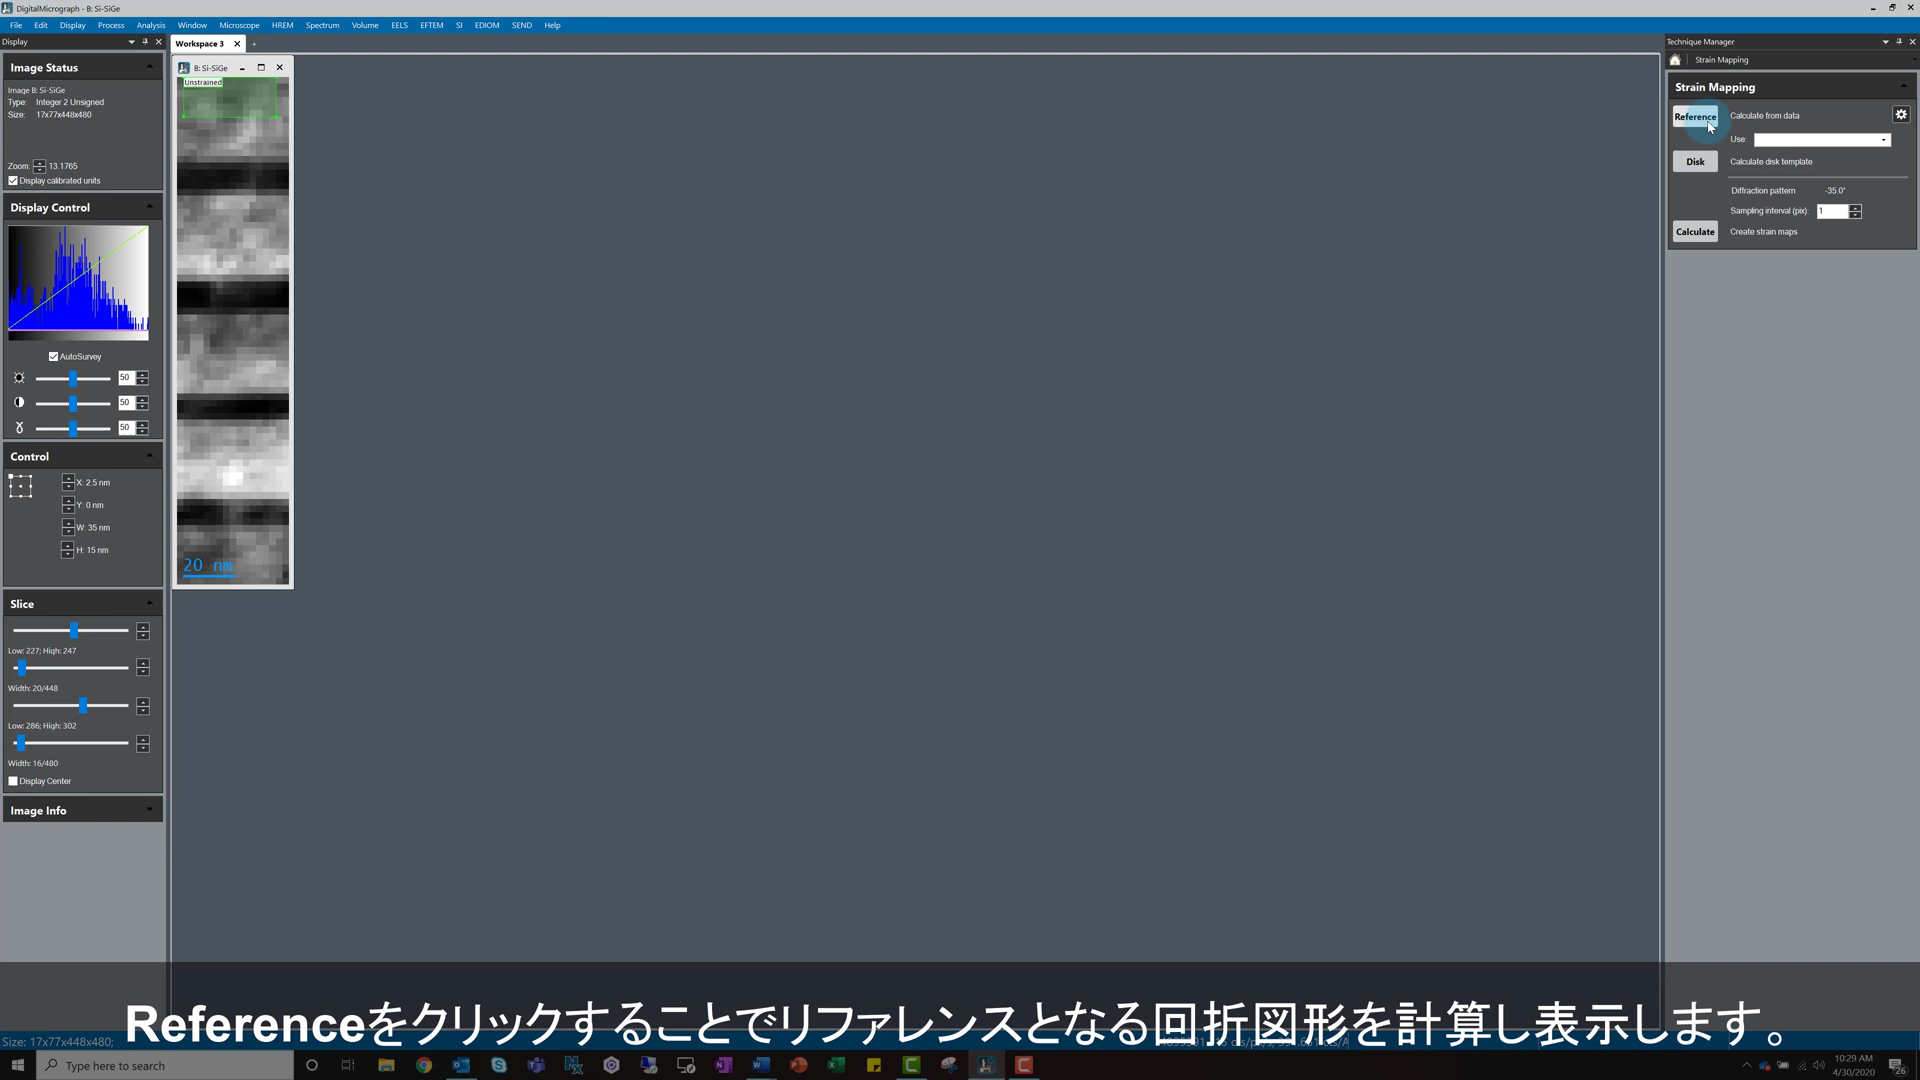 DigitalMicrograph - B: Si-SiGe
File Edit Display Process Analysis Window Microscope HREM Spectrum Volume EELS EFTEM SI EDIOM SEND Help
Display
Workspace 3
Technique Manager
Strain Mapping
Image Status
Image B: Si-SiGe
Type: Integer 2 Unsigned
Size: 17x77x448x480
Zoom: 13.1765
Display calibrated units
Display Control
AutoSurvey
50
50
50
Control
X: 2.5 nm
Y: 0 nm
W: 35 nm
H: 15 nm
Slice
Low: 227; High: 247
Width: 20/448
Low: 286; High: 302
Width: 16/480
Display Center
Image Info
B: Si-SiGe
Unstrained
20 nm
Strain Mapping
Reference Calculate from data
Use:
Disk Calculate disk template
Diffraction pattern -35.0°
Sampling interval (pix): 1
Calculate Create strain maps
Referenceをクリックすることでリファレンスとなる回折図形を計算し表示します。
Size: 17x77x448x480;
Type here to search
10:29 AM
4/30/2020
26